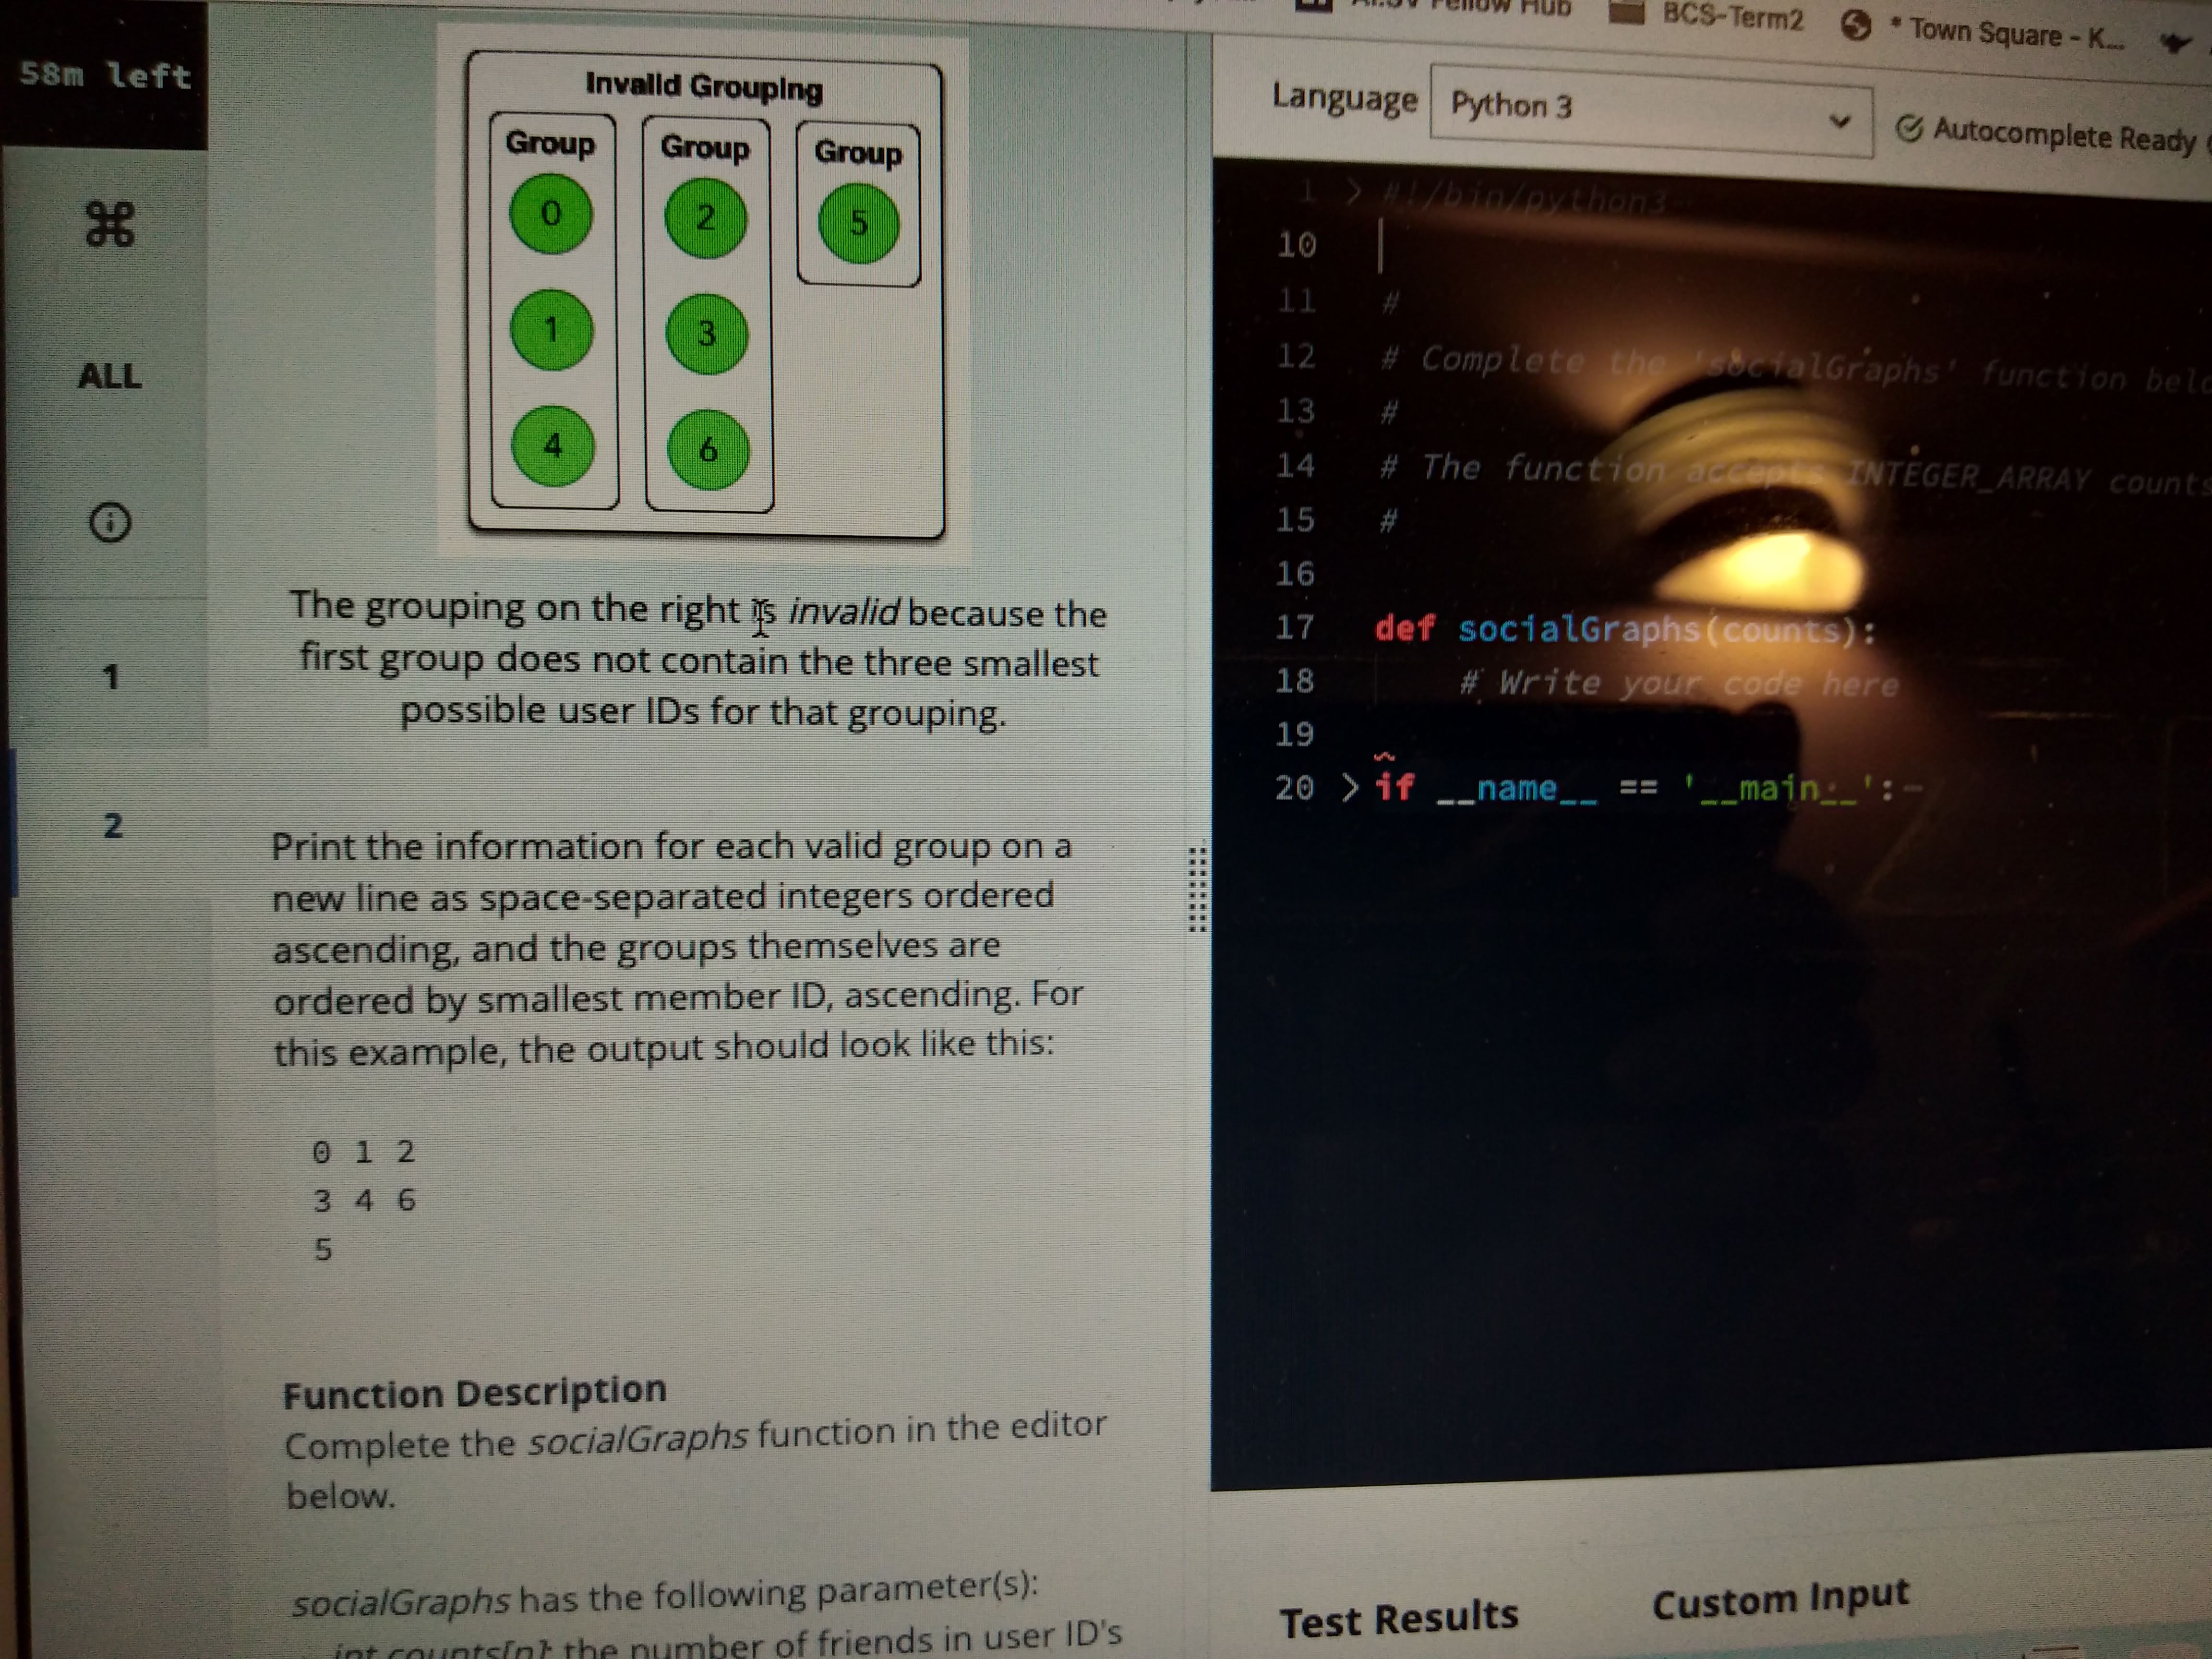 Fellow Hub
BCS-Term2
* Town Square - K...
58m left
ALL
1
2
Invalid Grouping
Group
0
1
4
Group
2
3
6
Group
5
The grouping on the right is invalid because the
first group does not contain the three smallest
possible user IDs for that grouping.
Print the information for each valid group on a
new line as space-separated integers ordered
ascending, and the groups themselves are
ordered by smallest member ID, ascending. For
this example, the output should look like this:
0 1 2
3 4 6
5
Function Description
Complete the socialGraphs function in the editor
below.
socialGraphs has the following parameter(s):
int counts[n]: the number of friends in user ID's
Language
Python 3
Autocomplete Ready
1 > #!/bin/python3
10
11 #
12 # Complete the 'socialGraphs' function
13 #
14 # The function accepts INTEGER_ARRAY counts
15 #
16
17 def socialGraphs(counts):
18 # Write your code here
19
20 > if __name__ == '__main__':
Test Results
Custom Input